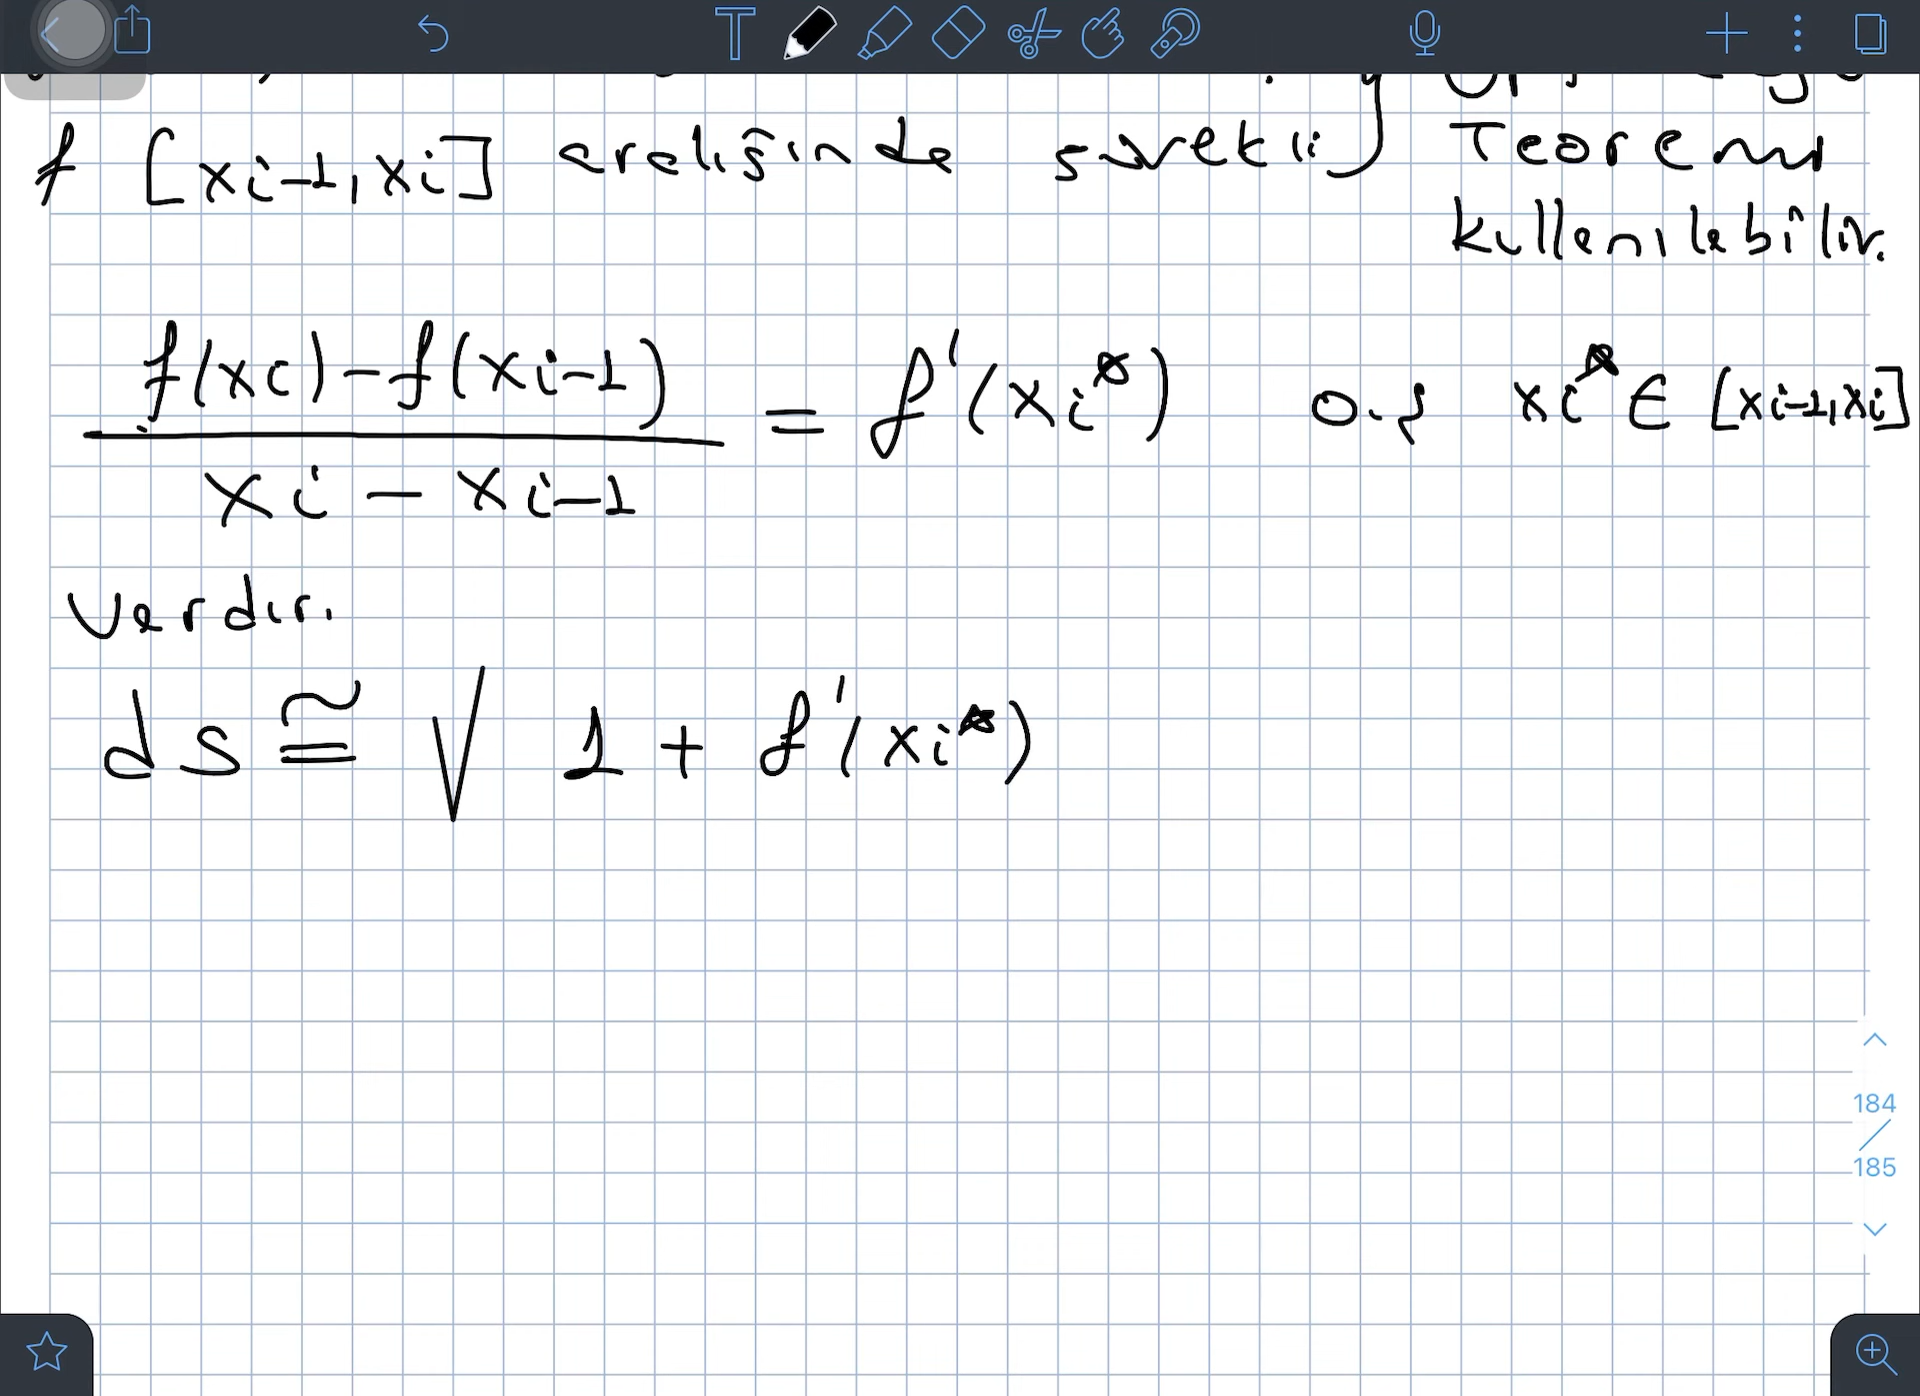 f [xi-1, xi] aralığında sürekli } Teoremi
kullanılabilir.
f(xi) - f(xi-1) / xi - xi-1 = f'(xi*) o.ş xi* ∈ [xi-1, xi]
vardır.
ds ≅ √ 1 + f'(xi*)
184
/
185